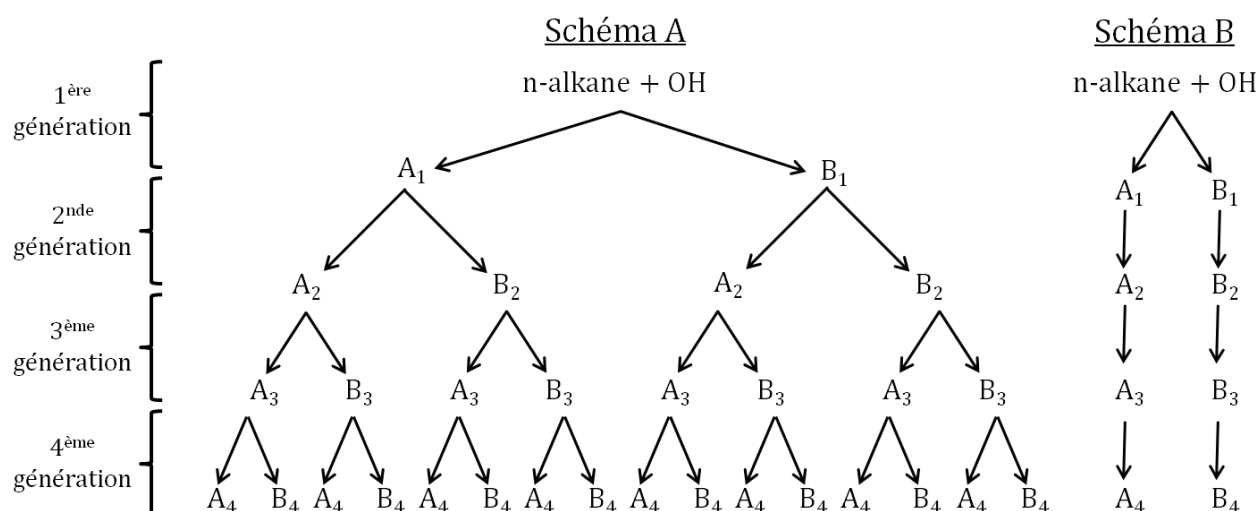 Schéma A Schéma B
n-alkane + OH n-alkane + OH
1ère
génération
A1 B1 A1 B1
2nde
génération
A2 B2 A2 B2 A2 B2
3ème
génération
A3 B3 A3 B3 A3 B3 A3 B3 A3 B3
4ème
génération
A4 B4 A4 B4 A4 B4 A4 B4 A4 B4 A4 B4 A4 B4 A4 B4 A4 B4